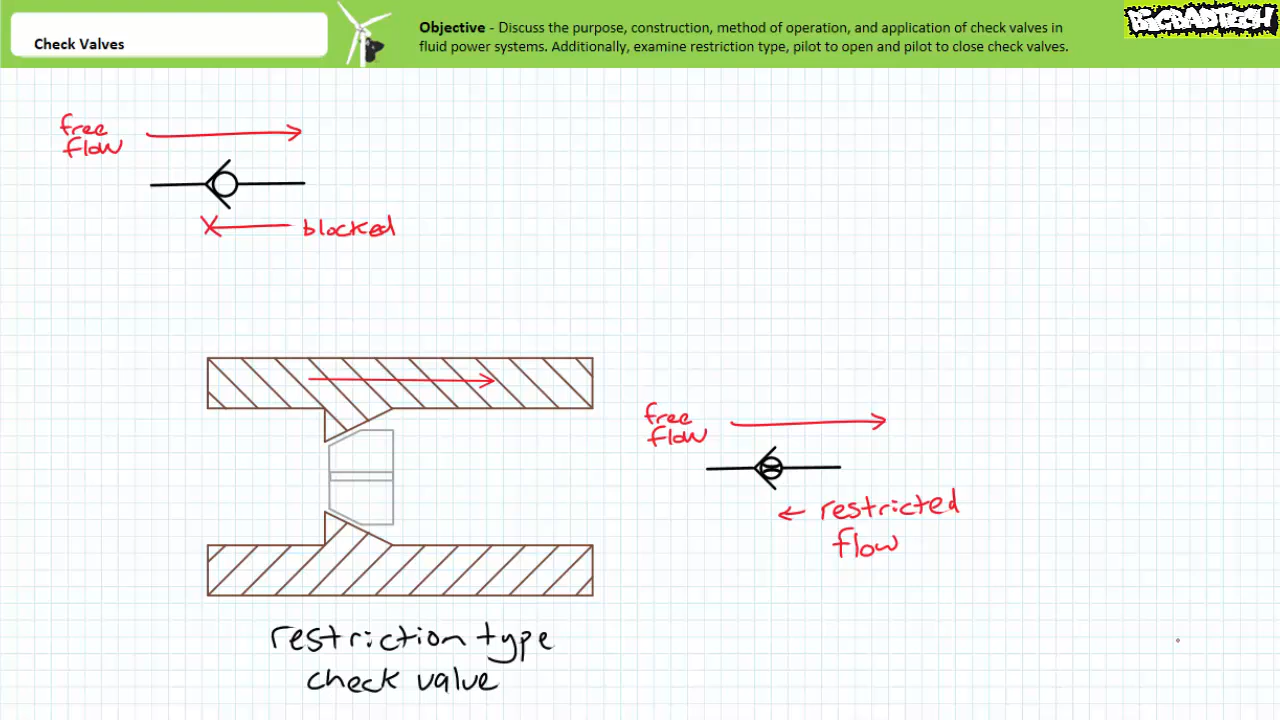 Check Valves
Objective - Discuss the purpose, construction, method of operation, and application of check valves in
fluid power systems. Additionally, examine restriction type, pilot to open and pilot to close check valves.
BIGBADTECH
free
flow
blocked
free
flow
restricted
flow
restriction type
check valve